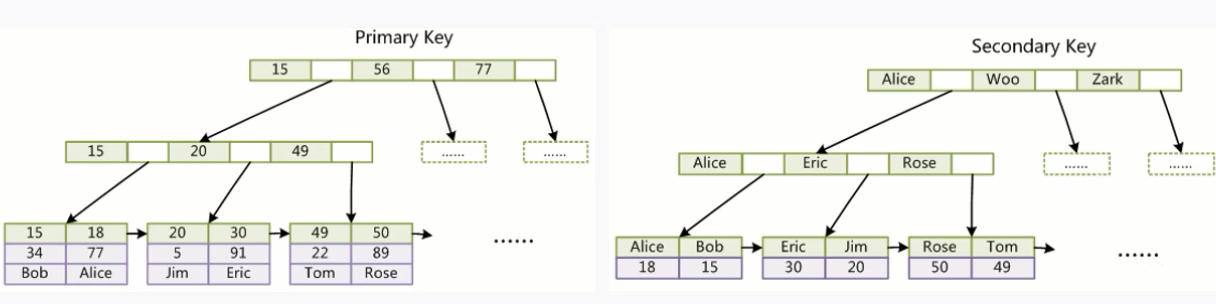 Primary Key
15 56 77
15 20 49
......
......
15 18
34 77
Bob Alice
20 30
5 91
Jim Eric
49 50
22 89
Tom Rose
......
Secondary Key
Alice Woo Zark
Alice Eric Rose
......
......
Alice Bob
18 15
Eric Jim
30 20
Rose Tom
50 49
......